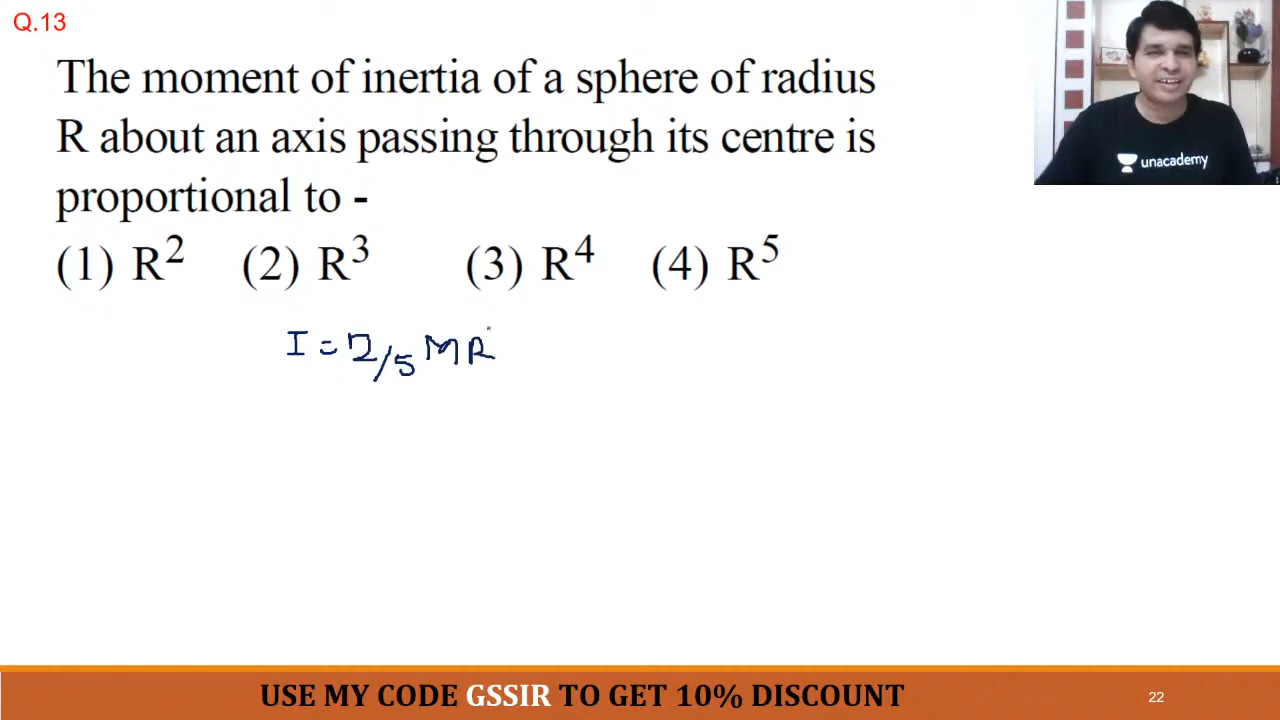 Q.13
The moment of inertia of a sphere of radius
R about an axis passing through its centre is
proportional to -
(1) R² (2) R³ (3) R⁴ (4) R⁵
I = 2/5 MR
unacademy
USE MY CODE GSSIR TO GET 10% DISCOUNT
22